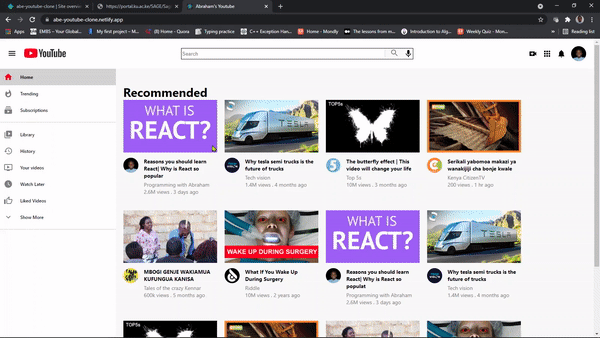 abe-youtube-clone | Site overview
https://portal.ku.ac.ke/SAGE/Sag
Abraham's Youtube
abe-youtube-clone.netlify.app
Apps
EMIS – Your Global...
My first project – M...
(3) Home - Quora
Typing practice
C++ Exception Han...
Home - Mondly
The lessons from m...
Introduction to Alg...
Weekly Quiz - Mon...
Reading list
YouTube
Search
Home
Trending
Subscriptions
Library
History
Your videos
Watch Later
Liked Videos
Show More
Recommended
WHAT IS
REACT?
TESLA
TOP5s
Reasons you should learn
React| Why is React so
populat
Programming with Abraham
2.6M views . 3 days ago
Why tesla semi trucks is the
future of trucks
Tech vision
1.4M views . 4 months ago
The butterfly effect | This
video will change your life
Top 5s
10M views . 3 months ago
Serikali yabomoa makazi ya
wanakijiji cha bonje kwale
Kenya CitizenTV
200 views . 1 hr ago
WAKE UP DURING SURGERY
WHAT IS
REACT?
TESLA
MBOGI GENJE WAKIAMUA
KUFUNGUA KANISA
Tales of the crazy Kennar
600k views . 5 months ago
What If You Wake Up
During Surgery
Riddle
10M views . 2 years ago
Reasons you should learn
React| Why is React so
populat
Programming with Abraham
2.6M views . 3 days ago
Why tesla semi trucks is the
future of trucks
Tech vision
1.4M views . 4 months ago
TOP5s